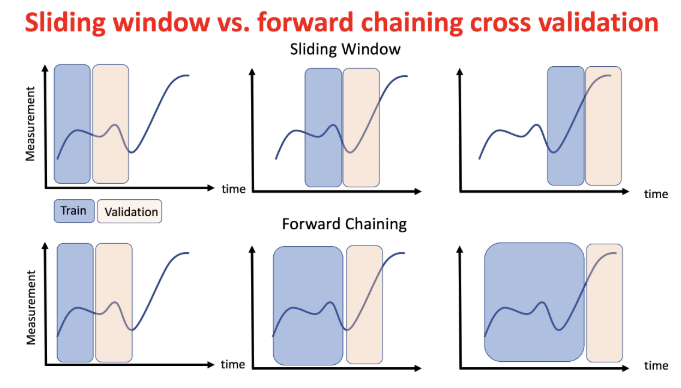 Sliding window vs. forward chaining cross validation
Sliding Window
Measurement
time
time
time
Train
Validation
Forward Chaining
Measurement
time
time
time